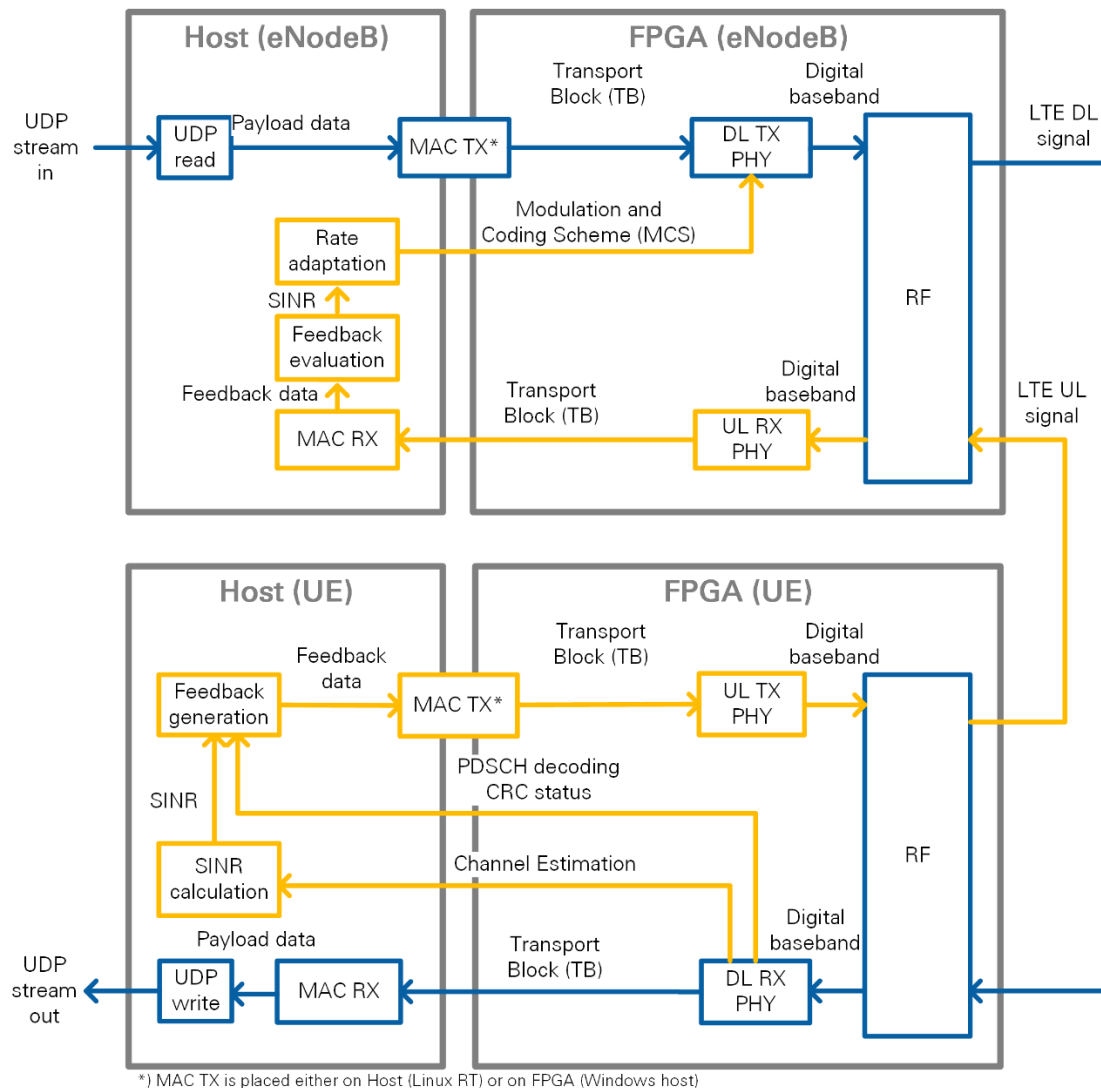 Host (eNodeB)
FPGA (eNodeB)
UDP
stream
in
UDP
read
Payload data
MAC TX*
Transport
Block (TB)
DL TX
PHY
Digital
baseband
RF
LTE DL
signal
Modulation and
Coding Scheme (MCS)
Rate
adaptation
SINR
Feedback
evaluation
Feedback data
MAC RX
Transport
Block (TB)
UL RX
PHY
Digital
baseband
LTE UL
signal
Host (UE)
FPGA (UE)
Feedback
generation
Feedback
data
MAC TX*
Transport
Block (TB)
UL TX
PHY
Digital
baseband
RF
PDSCH decoding
CRC status
SINR
SINR
calculation
Channel Estimation
UDP
stream
out
UDP
write
Payload data
MAC RX
Transport
Block (TB)
DL RX
PHY
Digital
baseband
*) MAC TX is placed either on Host (Linux RT) or on FPGA (Windows host)